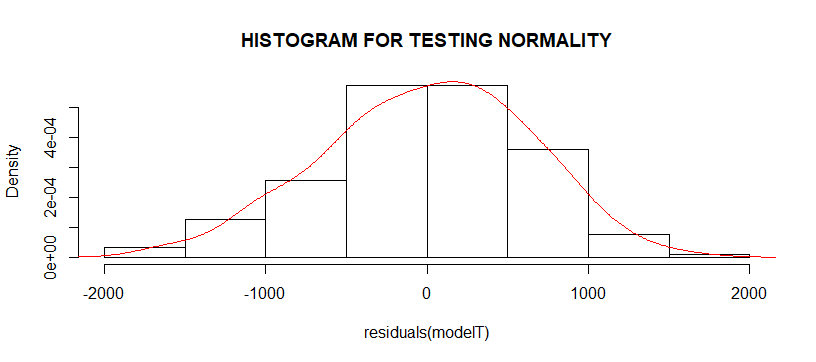 HISTOGRAM FOR TESTING NORMALITY
Density
4e-04
2e-04
0e+00
-2000 -1000 0 1000 2000
residuals(modelT)